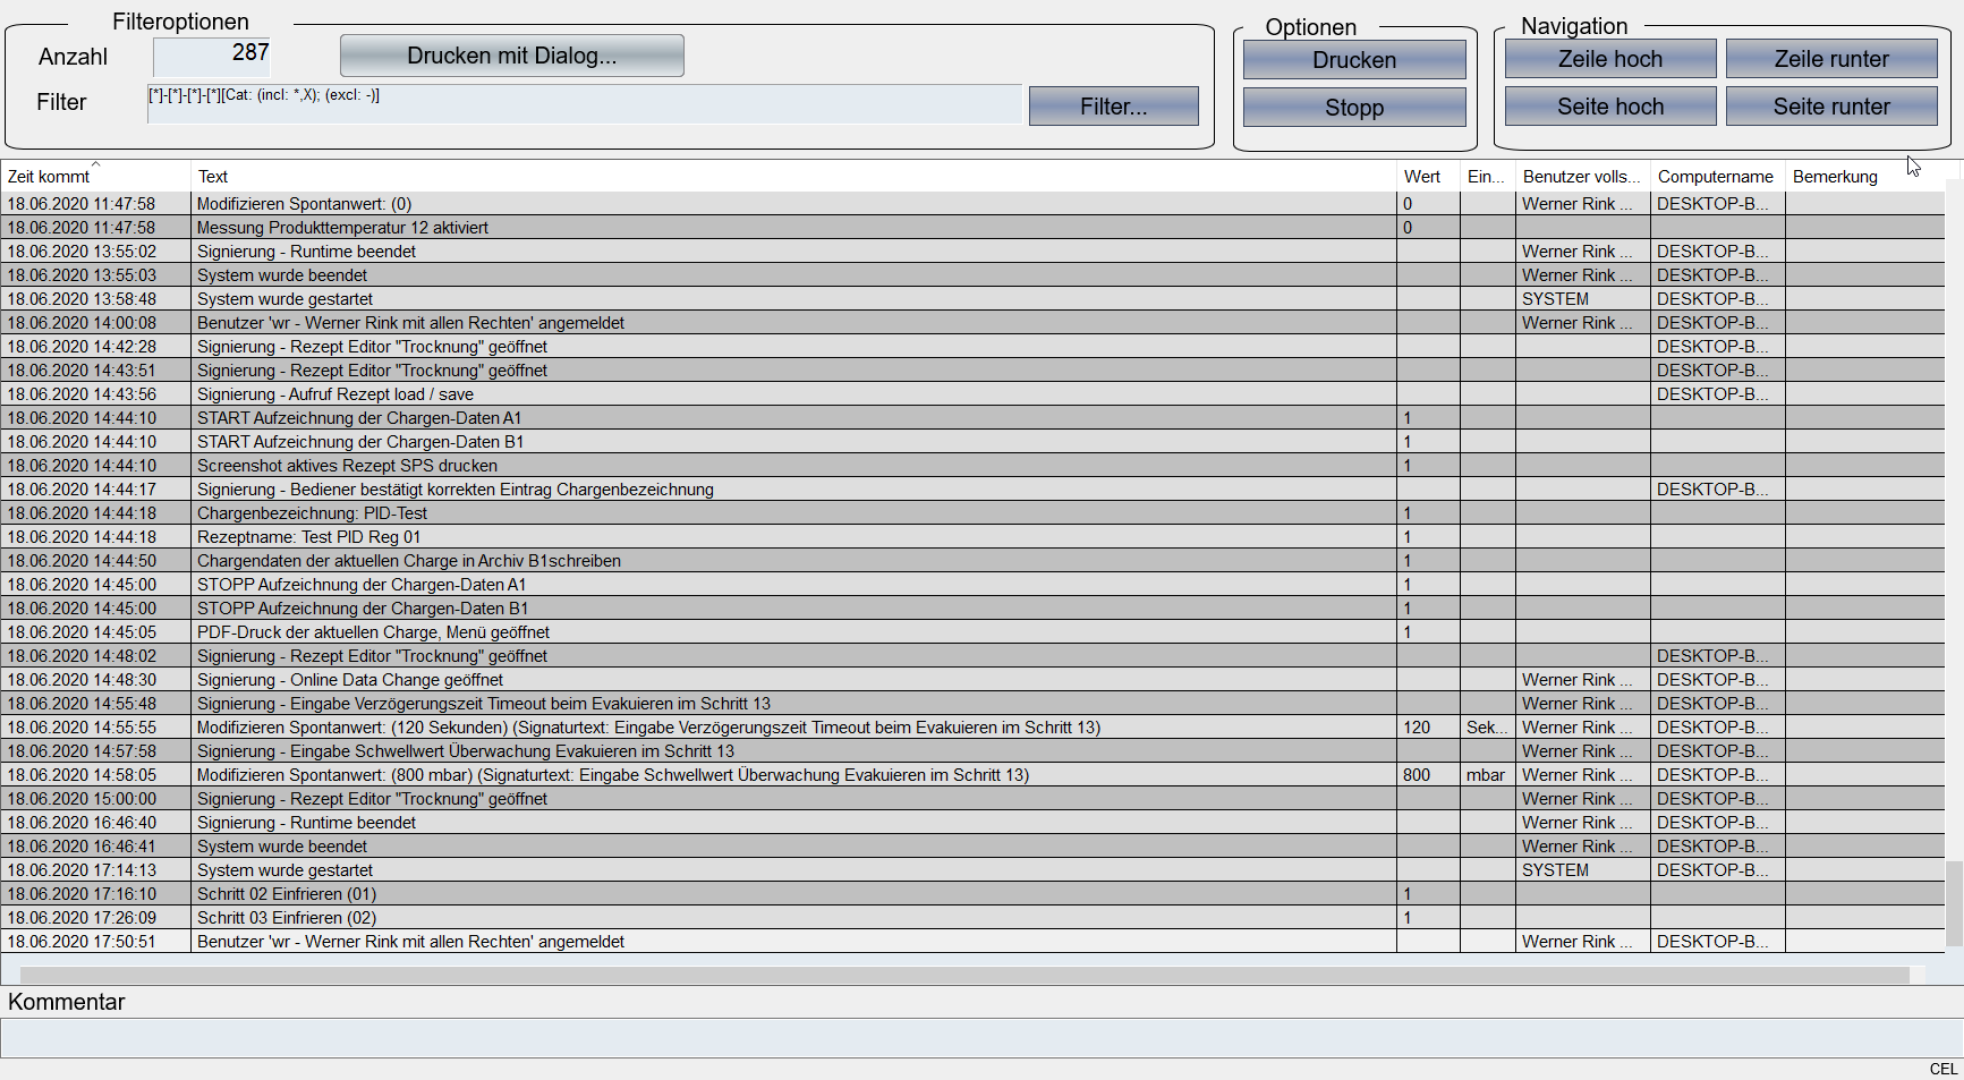 Filteroptionen
Anzahl 287 Drucken mit Dialog...
Filter [*]-[*]-[*]-[*][Cat: (incl: *,X); (excl: -)] Filter...
Optionen
Drucken
Stopp
Navigation
Zeile hoch Zeile runter
Seite hoch Seite runter
Zeit kommt Text Wert Ein... Benutzer volls... Computername Bemerkung
18.06.2020 11:47:58 Modifizieren Spontanwert: (0) 0 Werner Rink ... DESKTOP-B...
18.06.2020 11:47:58 Messung Produkttemperatur 12 aktiviert 0
18.06.2020 13:55:02 Signierung - Runtime beendet Werner Rink ... DESKTOP-B...
18.06.2020 13:55:03 System wurde beendet Werner Rink ... DESKTOP-B...
18.06.2020 13:58:48 System wurde gestartet SYSTEM DESKTOP-B...
18.06.2020 14:00:08 Benutzer 'wr - Werner Rink mit allen Rechten' angemeldet Werner Rink ... DESKTOP-B...
18.06.2020 14:42:28 Signierung - Rezept Editor "Trocknung" geöffnet DESKTOP-B...
18.06.2020 14:43:51 Signierung - Rezept Editor "Trocknung" geöffnet DESKTOP-B...
18.06.2020 14:43:56 Signierung - Aufruf Rezept load / save DESKTOP-B...
18.06.2020 14:44:10 START Aufzeichnung der Chargen-Daten A1 1
18.06.2020 14:44:10 START Aufzeichnung der Chargen-Daten B1 1
18.06.2020 14:44:10 Screenshot aktives Rezept SPS drucken 1
18.06.2020 14:44:17 Signierung - Bediener bestätigt korrekten Eintrag Chargenbezeichnung DESKTOP-B...
18.06.2020 14:44:18 Chargenbezeichnung: PID-Test 1
18.06.2020 14:44:18 Rezeptname: Test PID Reg 01 1
18.06.2020 14:44:50 Chargendaten der aktuellen Charge in Archiv B1schreiben 1
18.06.2020 14:45:00 STOPP Aufzeichnung der Chargen-Daten A1 1
18.06.2020 14:45:00 STOPP Aufzeichnung der Chargen-Daten B1 1
18.06.2020 14:45:05 PDF-Druck der aktuellen Charge, Menü geöffnet 1
18.06.2020 14:48:02 Signierung - Rezept Editor "Trocknung" geöffnet DESKTOP-B...
18.06.2020 14:48:30 Signierung - Online Data Change geöffnet Werner Rink ... DESKTOP-B...
18.06.2020 14:55:48 Signierung - Eingabe Verzögerungszeit Timeout beim Evakuieren im Schritt 13 Werner Rink ... DESKTOP-B...
18.06.2020 14:55:55 Modifizieren Spontanwert: (120 Sekunden) (Signaturtext: Eingabe Verzögerungszeit Timeout beim Evakuieren im Schritt 13) 120 Sek... Werner Rink ... DESKTOP-B...
18.06.2020 14:57:58 Signierung - Eingabe Schwellwert Überwachung Evakuieren im Schritt 13 Werner Rink ... DESKTOP-B...
18.06.2020 14:58:05 Modifizieren Spontanwert: (800 mbar) (Signaturtext: Eingabe Schwellwert Überwachung Evakuieren im Schritt 13) 800 mbar Werner Rink ... DESKTOP-B...
18.06.2020 15:00:00 Signierung - Rezept Editor "Trocknung" geöffnet Werner Rink ... DESKTOP-B...
18.06.2020 16:46:40 Signierung - Runtime beendet Werner Rink ... DESKTOP-B...
18.06.2020 16:46:41 System wurde beendet Werner Rink ... DESKTOP-B...
18.06.2020 17:14:13 System wurde gestartet SYSTEM DESKTOP-B...
18.06.2020 17:16:10 Schritt 02 Einfrieren (01) 1
18.06.2020 17:26:09 Schritt 03 Einfrieren (02) 1
18.06.2020 17:50:51 Benutzer 'wr - Werner Rink mit allen Rechten' angemeldet Werner Rink ... DESKTOP-B...
Kommentar
CEL